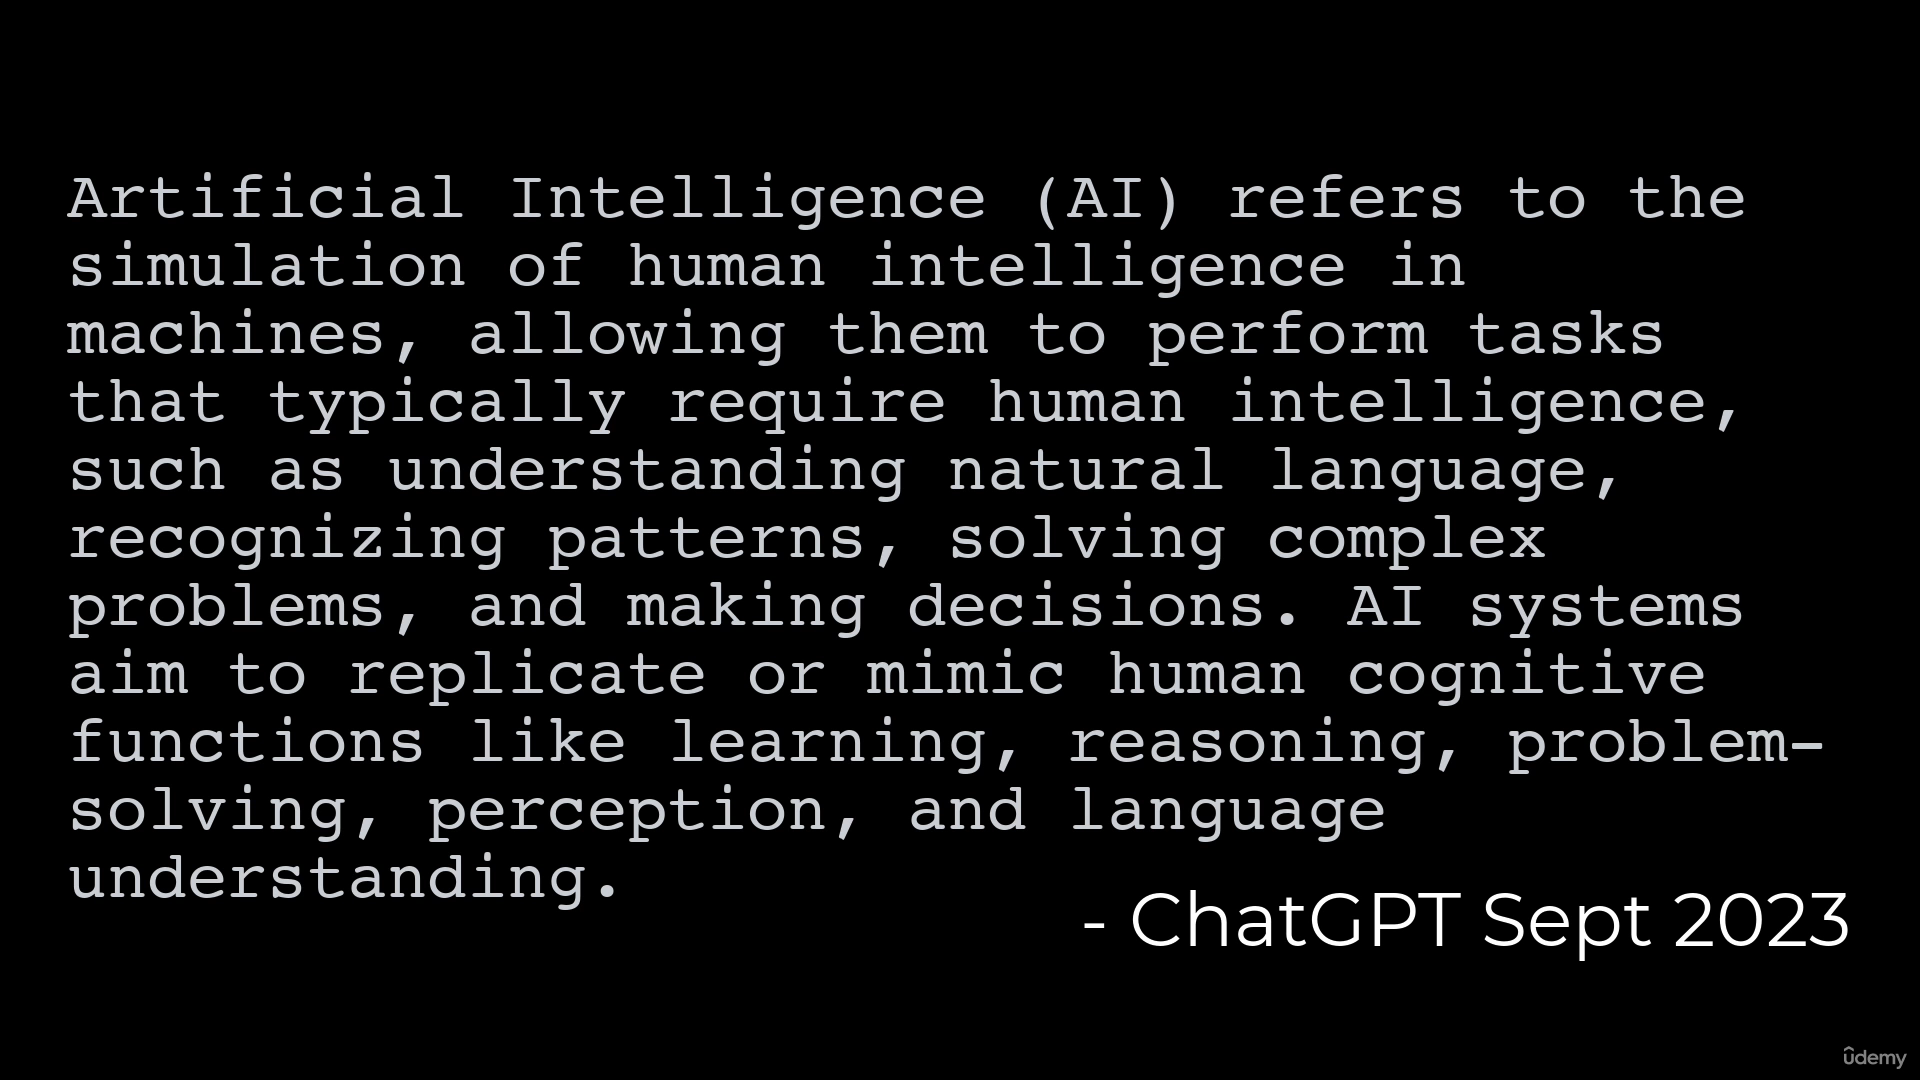 Artificial Intelligence (AI) refers to the
simulation of human intelligence in
machines, allowing them to perform tasks
that typically require human intelligence,
such as understanding natural language,
recognizing patterns, solving complex
problems, and making decisions. AI systems
aim to replicate or mimic human cognitive
functions like learning, reasoning, problem-
solving, perception, and language
understanding.
- ChatGPT Sept 2023
udemy